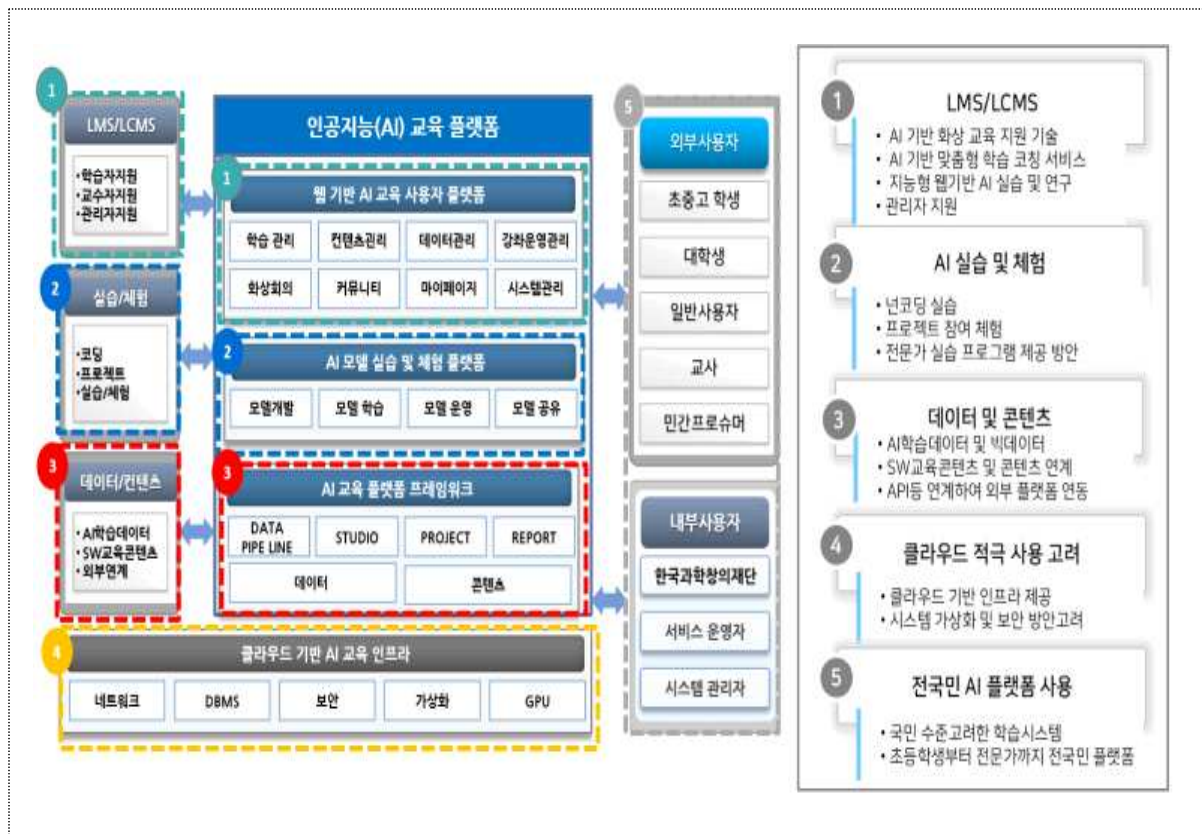 1
LMS/LCMS
•학습자지원
•교수자지원
•관리자지원
2
실습/체험
•코딩
•프로젝트
•실습/체험
3
데이터/컨텐츠
•AI학습데이터
•SW교육콘텐츠
•외부연계
인공지능(AI) 교육 플랫폼
1
웹 기반 AI 교육 사용자 플랫폼
학습 관리
컨텐츠관리
데이터관리
강좌운영관리
화상회의
커뮤니티
마이페이지
시스템관리
2
AI 모델 실습 및 체험 플랫폼
모델개발
모델 학습
모델 운영
모델 공유
3
AI 교육 플랫폼 프레임워크
DATA
PIPE LINE
STUDIO
PROJECT
REPORT
데이터
콘텐츠
4
클라우드 기반 AI 교육 인프라
네트워크
DBMS
보안
가상화
GPU
5
외부사용자
초중고 학생
대학생
일반사용자
교사
민간프로슈머
내부사용자
한국과학창의재단
서비스 운영자
시스템 관리자
1
LMS/LCMS
• AI 기반 화상 교육 지원 기술
• AI 기반 맞춤형 학습 코칭 서비스
• 지능형 웹기반 AI 실습 및 연구
• 관리자 지원
2
AI 실습 및 체험
• 넌코딩 실습
• 프로젝트 참여 체험
• 전문가 실습 프로그램 제공 방안
3
데이터 및 콘텐츠
• AI학습데이터 및 빅데이터
• SW교육콘텐츠 및 콘텐츠 연계
• API등 연계하여 외부 플랫폼 연동
4
클라우드 적극 사용 고려
• 클라우드 기반 인프라 제공
• 시스템 가상화 및 보안 방안고려
5
전국민 AI 플랫폼 사용
• 국민 수준고려한 학습시스템
• 초등학생부터 전문가까지 전국민 플랫폼